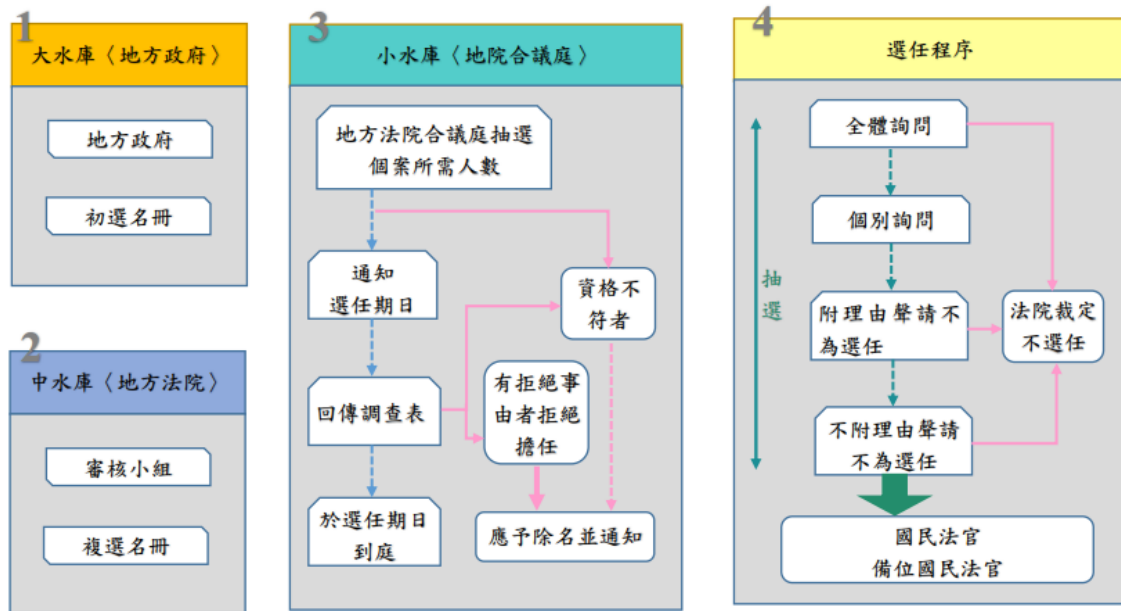 1
大水庫〈地方政府〉
地方政府
初選名冊
2
中水庫〈地方法院〉
審核小組
複選名冊
3
小水庫〈地院合議庭〉
地方法院合議庭抽選
個案所需人數
通知
選任期日
資格不
符者
回傳調查表
有拒絕事
由者拒絕
擔任
於選任期日
到庭
應予除名並通知
4
選任程序
抽選
全體詢問
個別詢問
附理由聲請不
為選任
法院裁定
不選任
不附理由聲請
不為選任
國民法官
備位國民法官